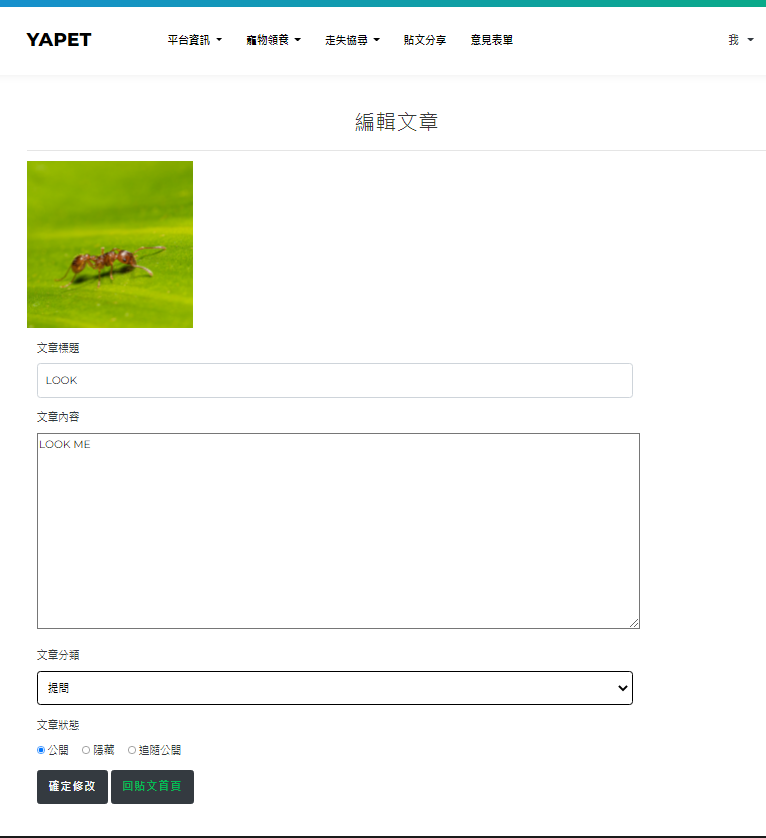 YAPET 平台資訊 寵物領養 走失協尋 貼文分享 意見表單 我
編輯文章
文章標題
LOOK
文章內容
LOOK ME
文章分類
提問
文章狀態
公開 隱藏 追隨公開
確定修改 回貼文首頁